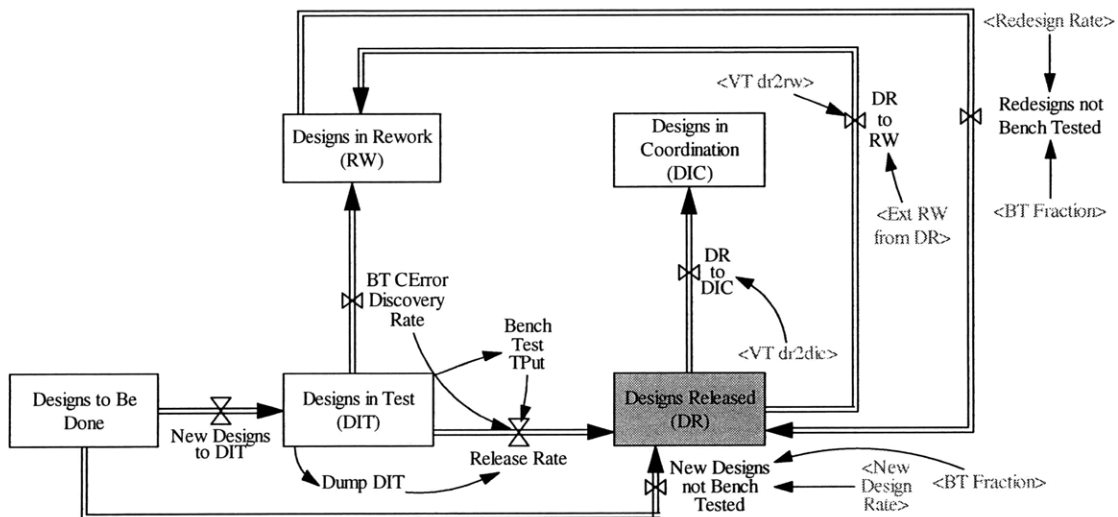 <Redesign Rate>
<VT dr2rw>
DR
to
RW
Redesigns not
Bench Tested
Designs in Rework
(RW)
Designs in
Coordination
(DIC)
<Ext RW
from DR>
<BT Fraction>
BT CError
Discovery
Rate
DR
to
DIC
Bench
Test
TPut
<VT dr2dic>
Designs to Be
Done
New Designs
to DIT
Designs in Test
(DIT)
Designs Released
(DR)
Release Rate
Dump DIT
New Designs
not Bench
Tested
<New
Design
Rate>
<BT Fraction>